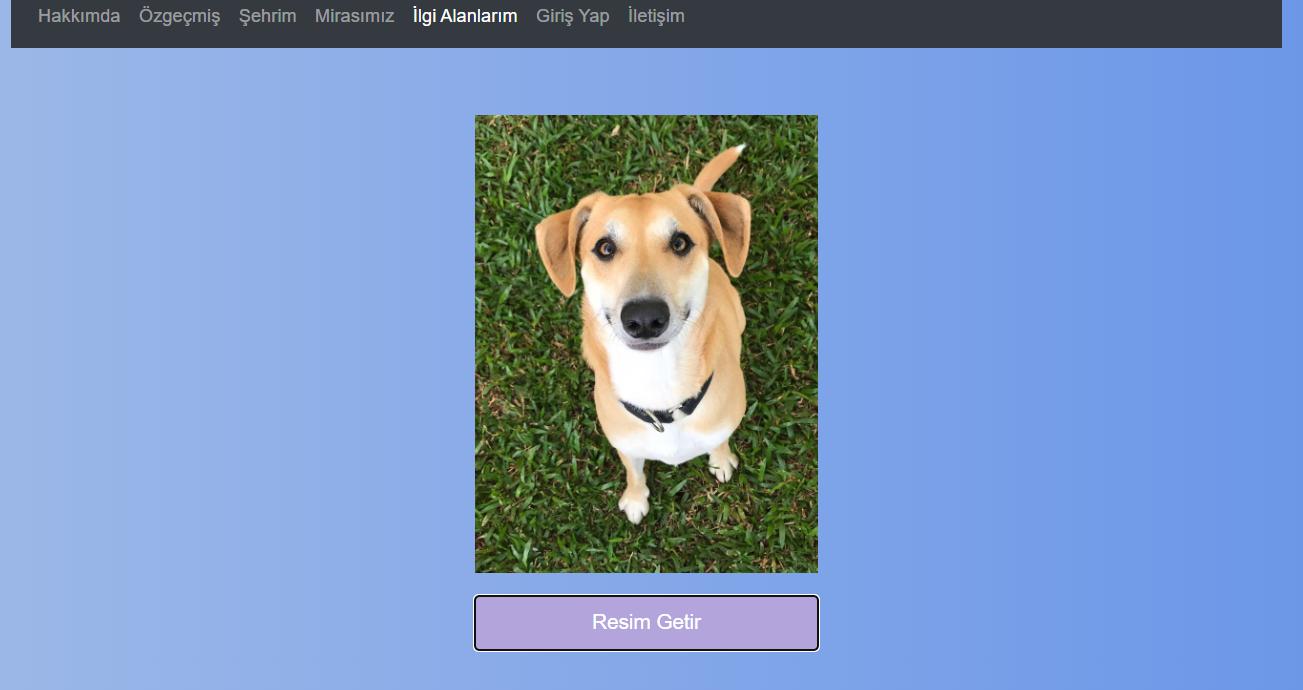 Hakkımda Özgeçmiş Şehrim Mirasımız İlgi Alanlarım Giriş Yap İletişim
Resim Getir